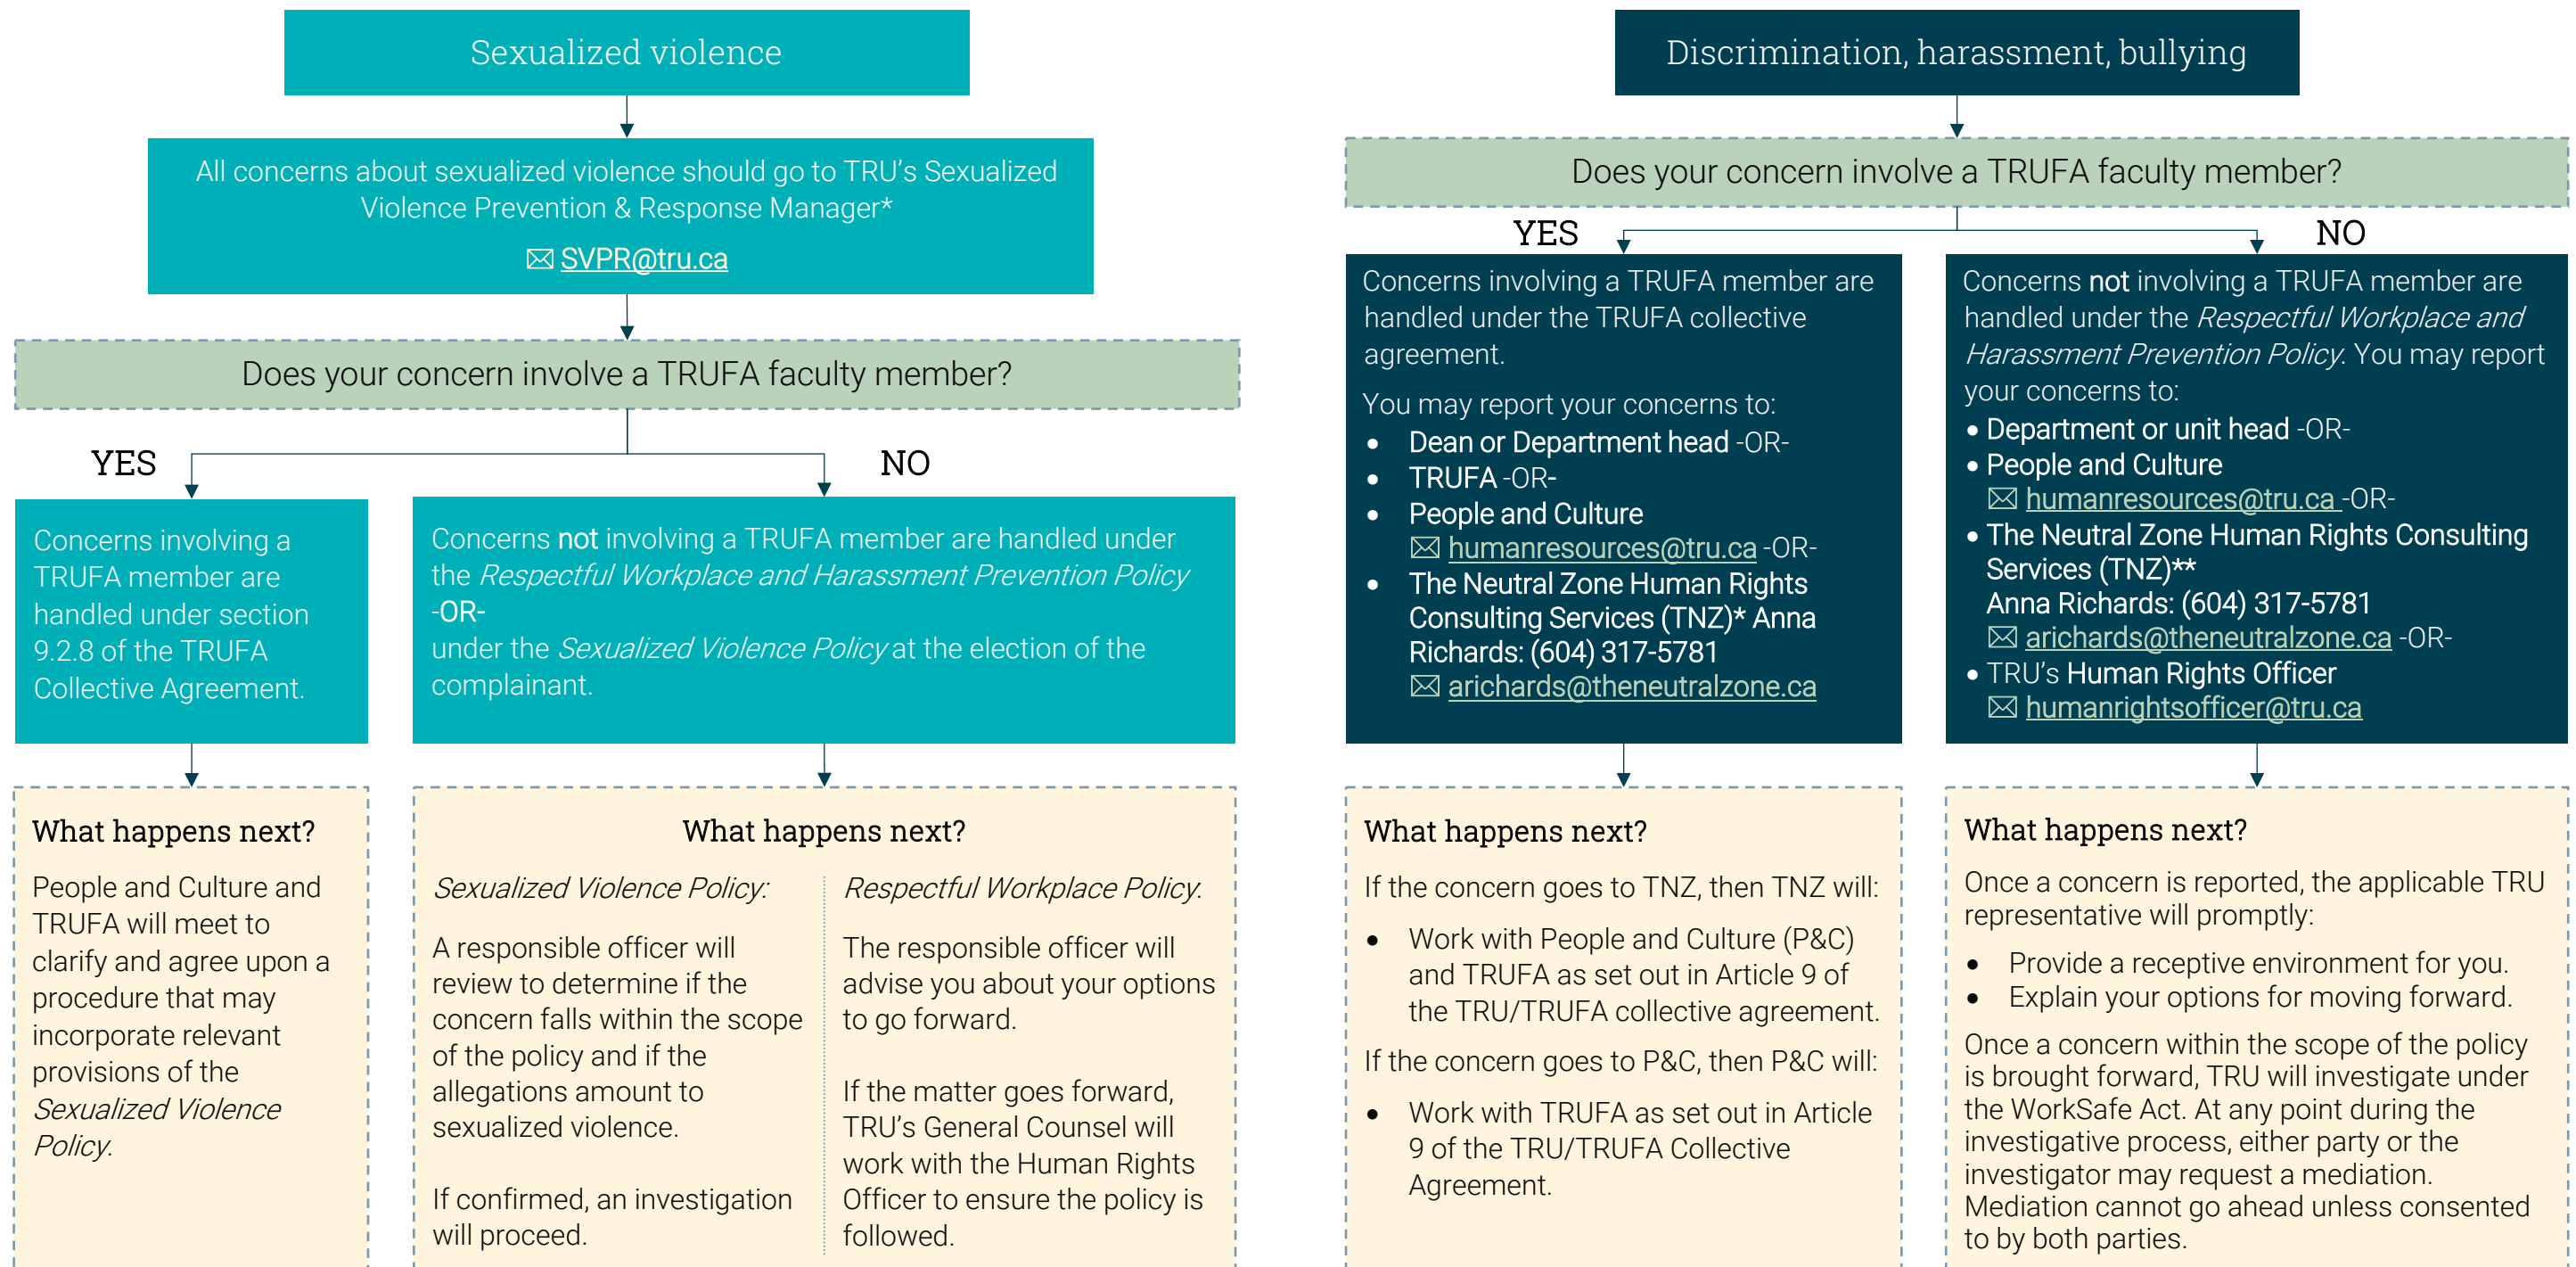 Sexualized violence
All concerns about sexualized violence should go to TRU's Sexualized
Violence Prevention & Response Manager*
✉ SVPR@tru.ca
Does your concern involve a TRUFA faculty member?
YES
NO
Concerns involving a
TRUFA member are
handled under section
9.2.8 of the TRUFA
Collective Agreement.
Concerns not involving a TRUFA member are handled under
the Respectful Workplace and Harassment Prevention Policy
-OR-
under the Sexualized Violence Policy at the election of the
complainant.
What happens next?
People and Culture and
TRUFA will meet to
clarify and agree upon a
procedure that may
incorporate relevant
provisions of the
Sexualized Violence
Policy.
What happens next?
Sexualized Violence Policy:
A responsible officer will
review to determine if the
concern falls within the scope
of the policy and if the
allegations amount to
sexualized violence.
If confirmed, an investigation
will proceed.
Respectful Workplace Policy:
The responsible officer will
advise you about your options
to go forward.
If the matter goes forward,
TRU's General Counsel will
work with the Human Rights
Officer to ensure the policy is
followed.
Discrimination, harassment, bullying
Does your concern involve a TRUFA faculty member?
YES
NO
Concerns involving a TRUFA member are
handled under the TRUFA collective
agreement.
You may report your concerns to:
• Dean or Department head -OR-
• TRUFA -OR-
• People and Culture
✉ humanresources@tru.ca -OR-
• The Neutral Zone Human Rights
Consulting Services (TNZ)* Anna
Richards: (604) 317-5781
✉ arichards@theneutralzone.ca
Concerns not involving a TRUFA member are
handled under the Respectful Workplace and
Harassment Prevention Policy. You may report
your concerns to:
• Department or unit head -OR-
• People and Culture
✉ humanresources@tru.ca -OR-
• The Neutral Zone Human Rights Consulting
Services (TNZ)**
Anna Richards: (604) 317-5781
✉ arichards@theneutralzone.ca -OR-
• TRU's Human Rights Officer
✉ humanrightsofficer@tru.ca
What happens next?
If the concern goes to TNZ, then TNZ will:
• Work with People and Culture (P&C)
and TRUFA as set out in Article 9 of
the TRU/TRUFA collective agreement.
If the concern goes to P&C, then P&C will:
• Work with TRUFA as set out in Article
9 of the TRU/TRUFA Collective
Agreement.
What happens next?
Once a concern is reported, the applicable TRU
representative will promptly:
• Provide a receptive environment for you.
• Explain your options for moving forward.
Once a concern within the scope of the policy
is brought forward, TRU will investigate under
the WorkSafe Act. At any point during the
investigative process, either party or the
investigator may request a mediation.
Mediation cannot go ahead unless consented
to by both parties.